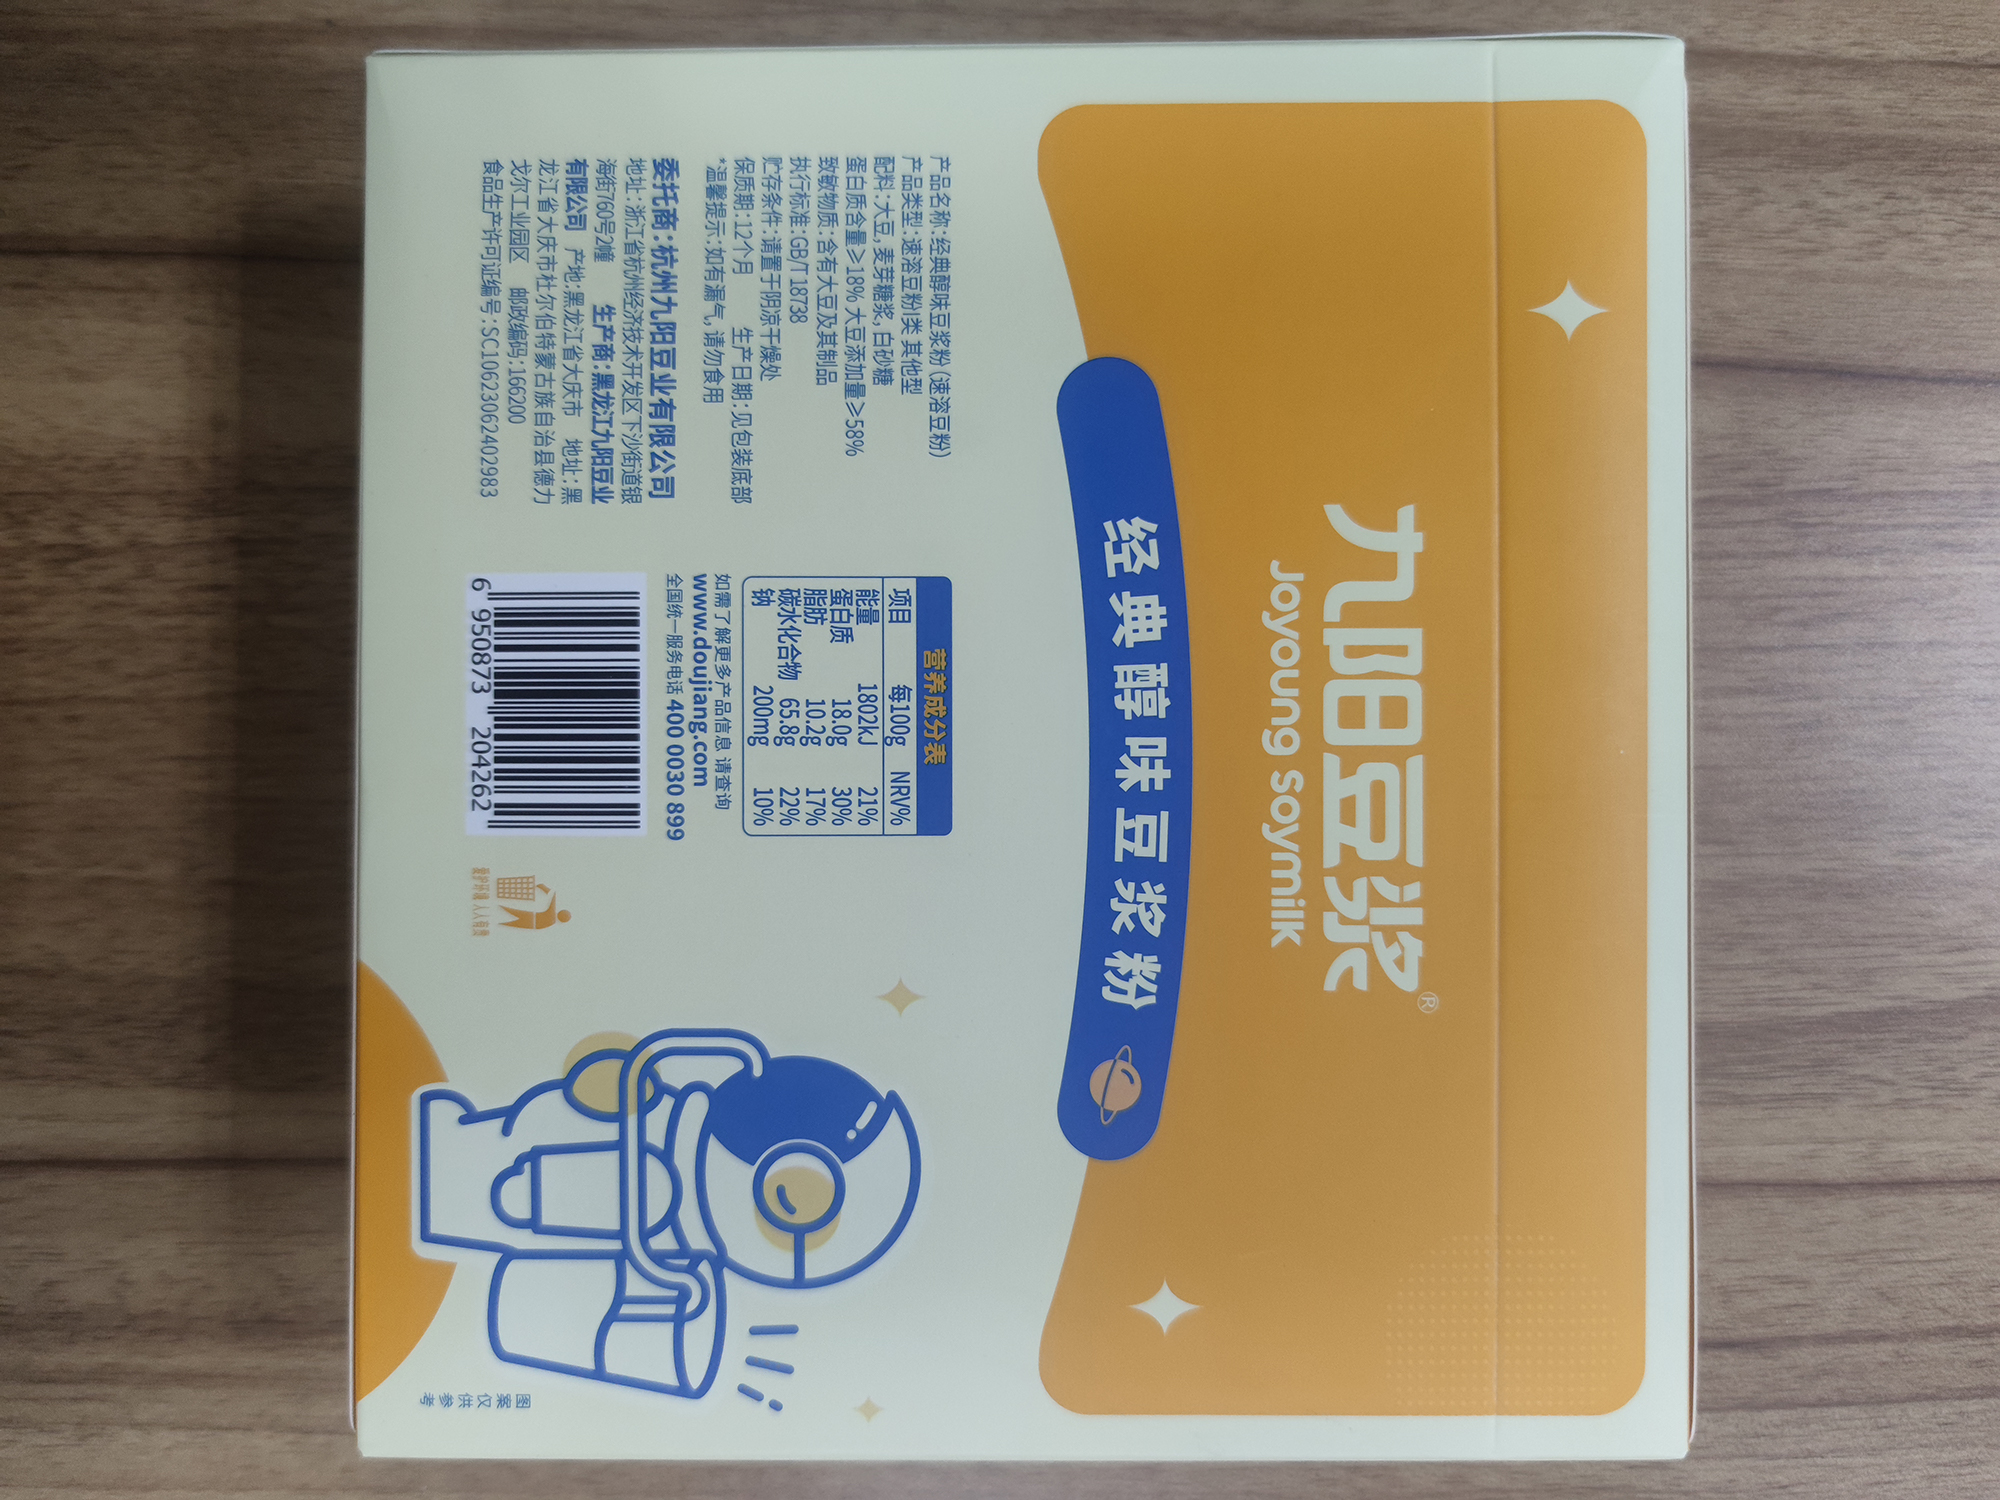 九阳豆浆®
Joyoung Soymilk
经典醇味豆浆粉
产品名称:经典醇味豆浆粉(速溶豆粉)
产品类型:速溶豆粉类 其他型
配料:大豆,麦芽糖浆,白砂糖
蛋白质含量≥18% 大豆添加量≥58%
致敏物质:含有大豆及其制品
执行标准:GB/T 18738
贮存条件:请置于阴凉干燥处
保质期:12个月 生产日期:见包装底部
*温馨提示:如有漏气,请勿食用
委托商:杭州九阳豆业有限公司
地址:浙江省杭州经济技术开发区下沙街道银
海街760号2幢 生产商:黑龙江九阳豆业
有限公司 产地:黑龙江省大庆市 地址:黑
龙江省大庆市杜尔伯特蒙古族自治县德力
戈尔工业园区 邮政编码:166200
食品生产许可证编号:SC10623062402983
营养成分表
项目 每100g NRV%
能量 1802kJ 21%
蛋白质 18.0g 30%
脂肪 10.2g 17%
碳水化合物 65.8g 22%
钠 200mg 10%
如需了解更多产品信息 请查询
www.doujiang.com
全国统一服务电话 400 0030 899
6 950873 204262
爱护环境 人人有责
图案仅供参考